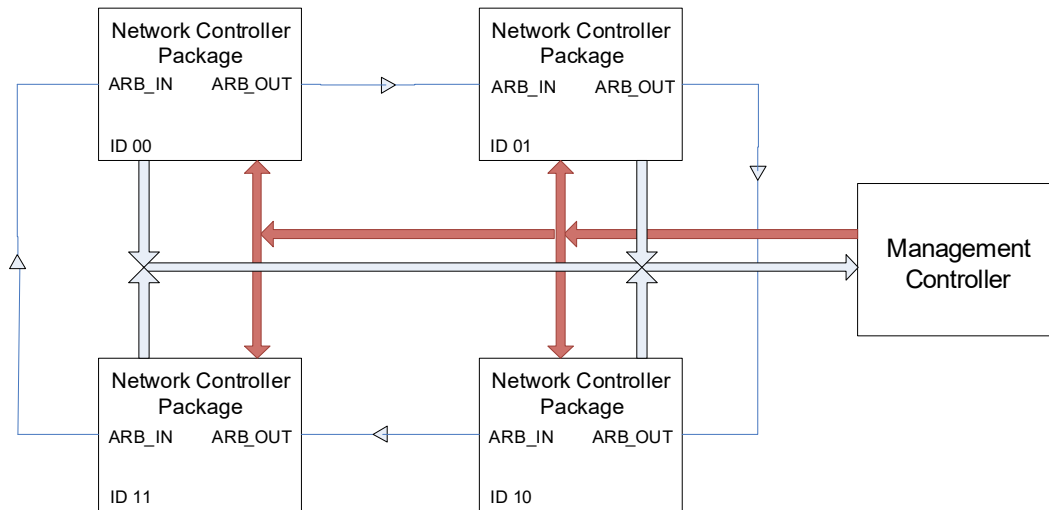 Network Controller
Package
ARB_IN ARB_OUT
ID 00
Network Controller
Package
ARB_IN ARB_OUT
ID 01
Management
Controller
Network Controller
Package
ARB_IN ARB_OUT
ID 11
Network Controller
Package
ARB_IN ARB_OUT
ID 10